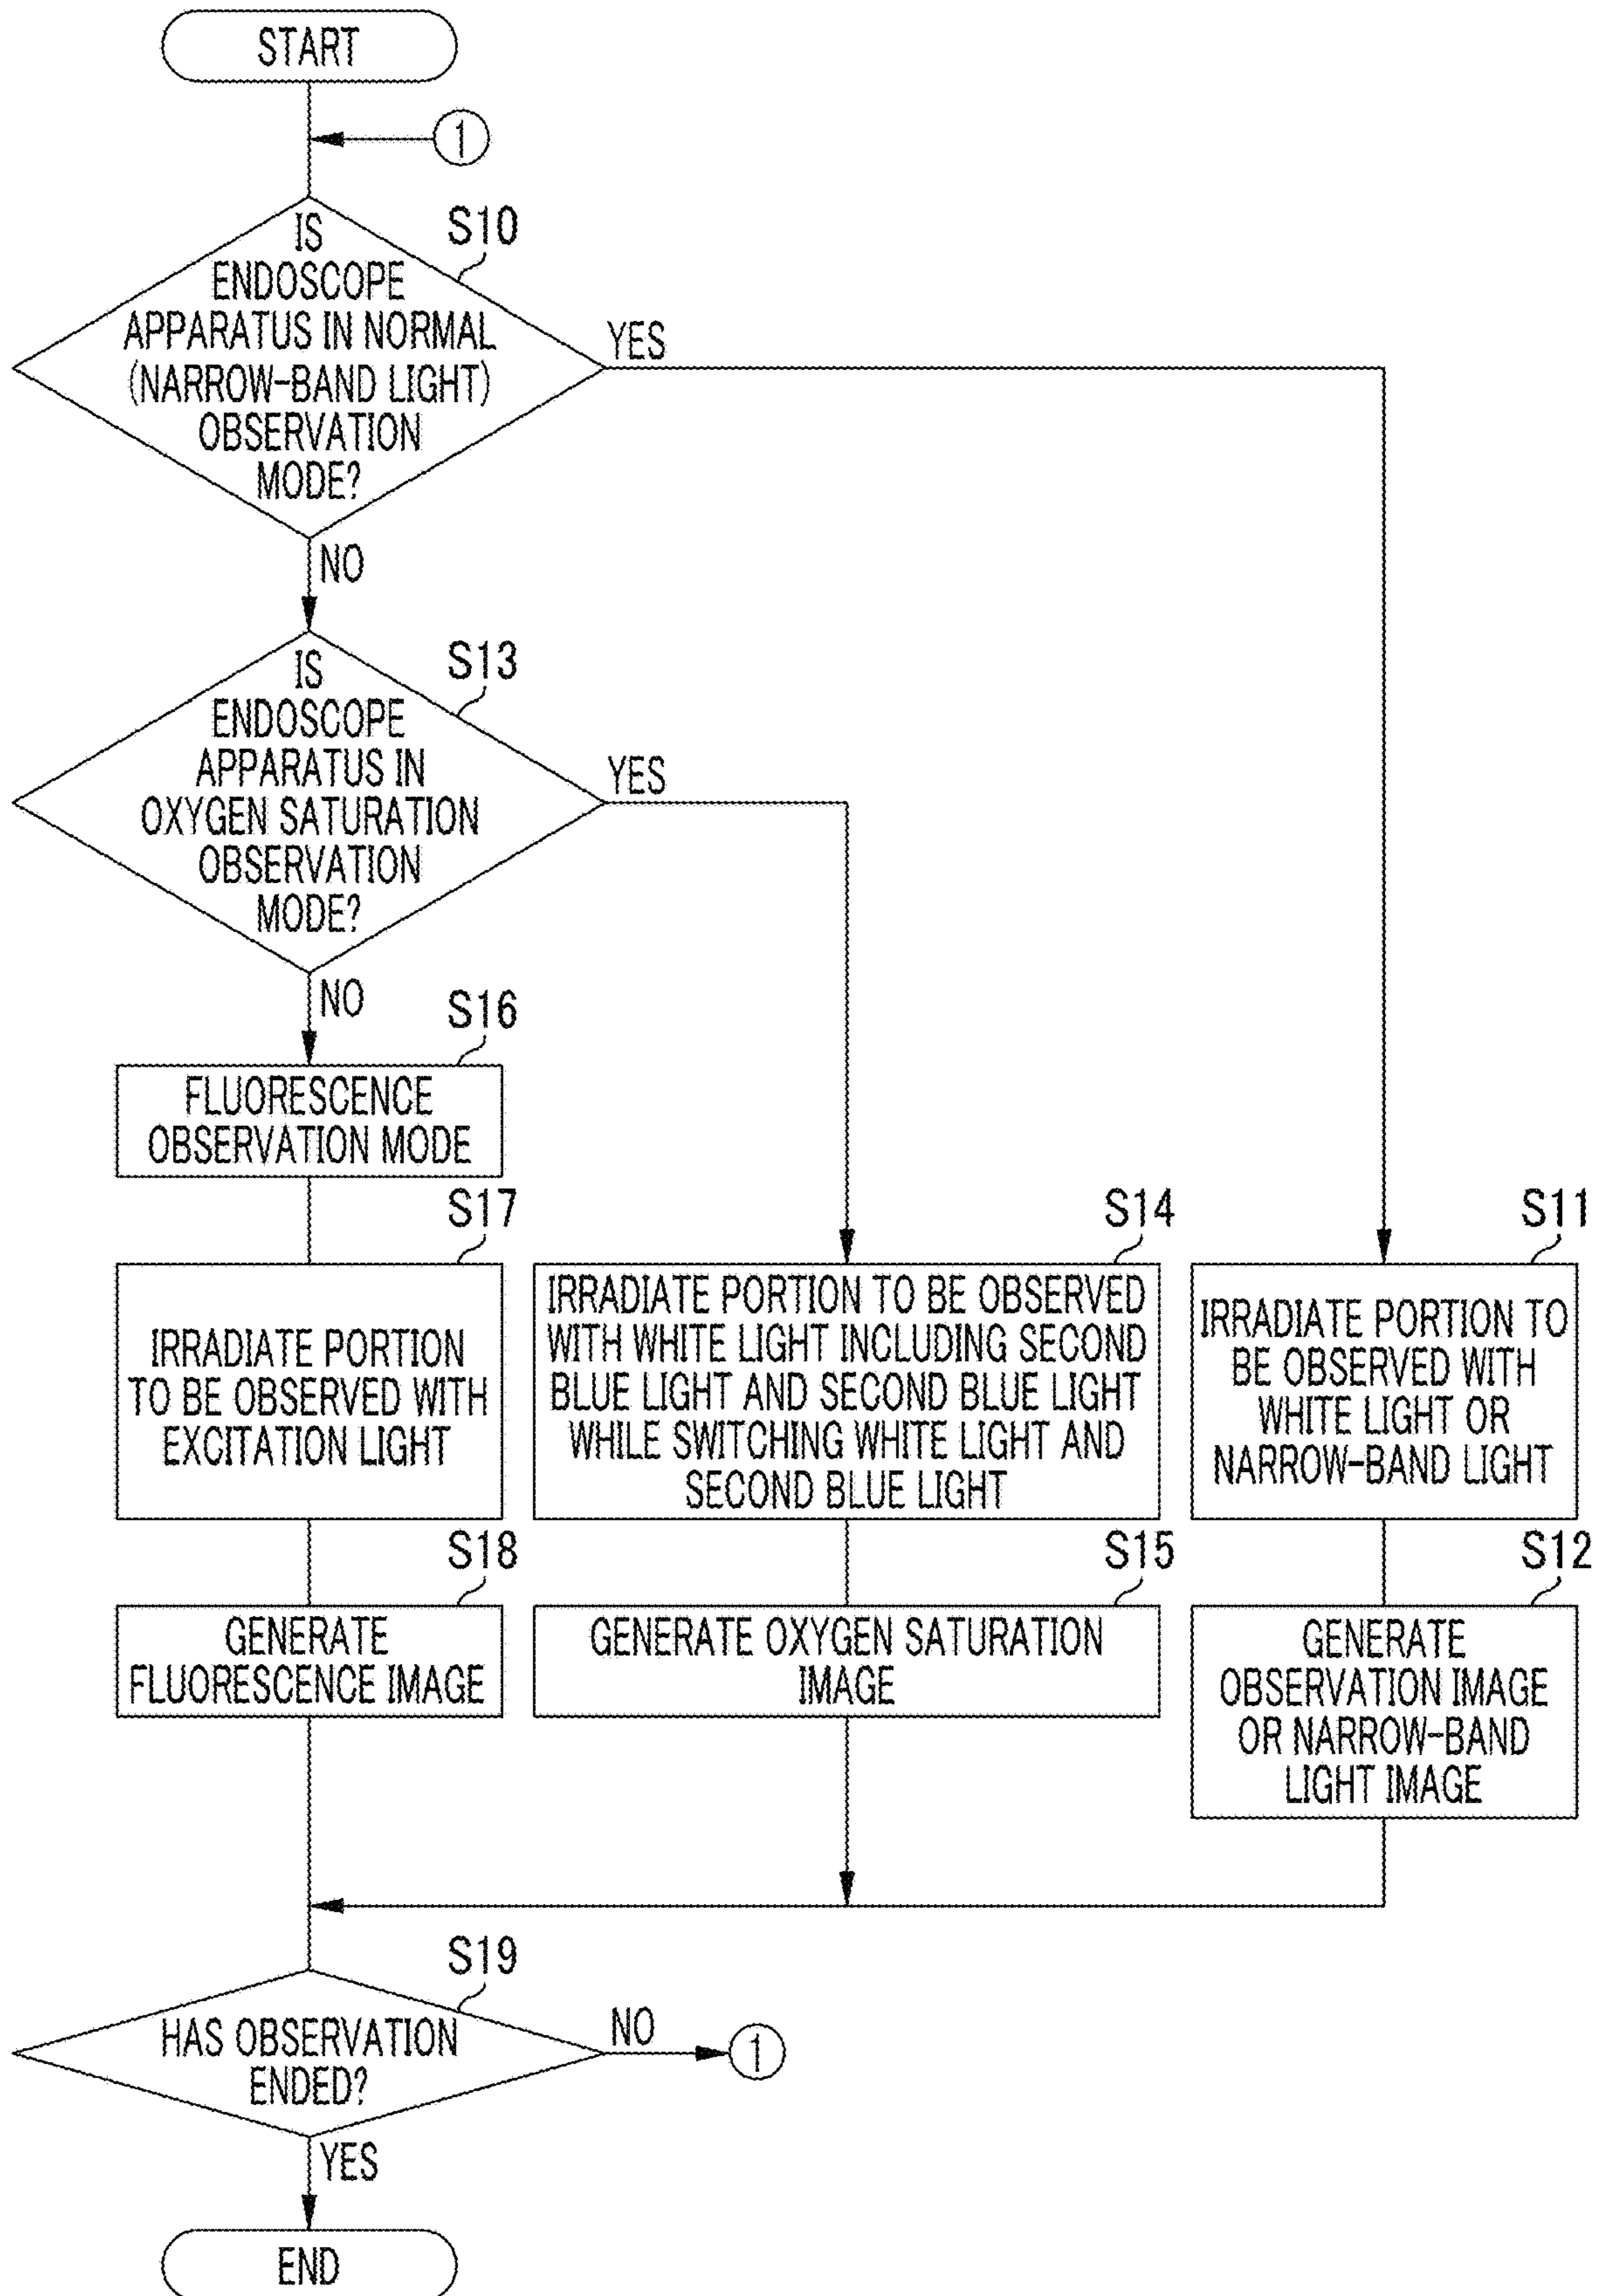 START
1
S10
IS
ENDOSCOPE
APPARATUS IN NORMAL
(NARROW-BAND LIGHT)
OBSERVATION
MODE?
YES
NO
S13
IS
ENDOSCOPE
APPARATUS IN
OXYGEN SATURATION
OBSERVATION
MODE?
YES
NO
S16
FLUORESCENCE
OBSERVATION MODE
S17
IRRADIATE PORTION
TO BE OBSERVED WITH
EXCITATION LIGHT
S14
IRRADIATE PORTION TO BE OBSERVED
WITH WHITE LIGHT INCLUDING SECOND
BLUE LIGHT AND SECOND BLUE LIGHT
WHILE SWITCHING WHITE LIGHT AND
SECOND BLUE LIGHT
S11
IRRADIATE PORTION TO
BE OBSERVED WITH
WHITE LIGHT OR
NARROW-BAND LIGHT
S18
GENERATE
FLUORESCENCE IMAGE
S15
GENERATE OXYGEN SATURATION
IMAGE
S12
GENERATE
OBSERVATION IMAGE
OR NARROW-BAND
LIGHT IMAGE
S19
HAS OBSERVATION
ENDED?
NO
1
YES
END